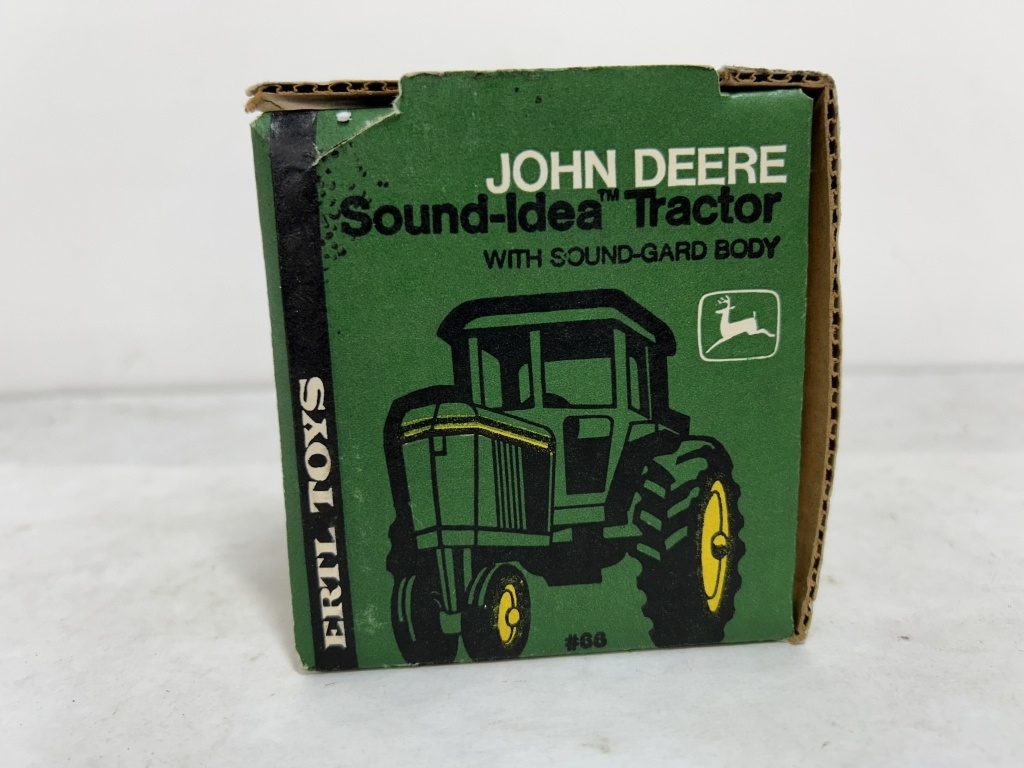 JOHN DEERE
Sound-Idea™ Tractor
WITH SOUND-GARD BODY
ERTL TOYS
#66